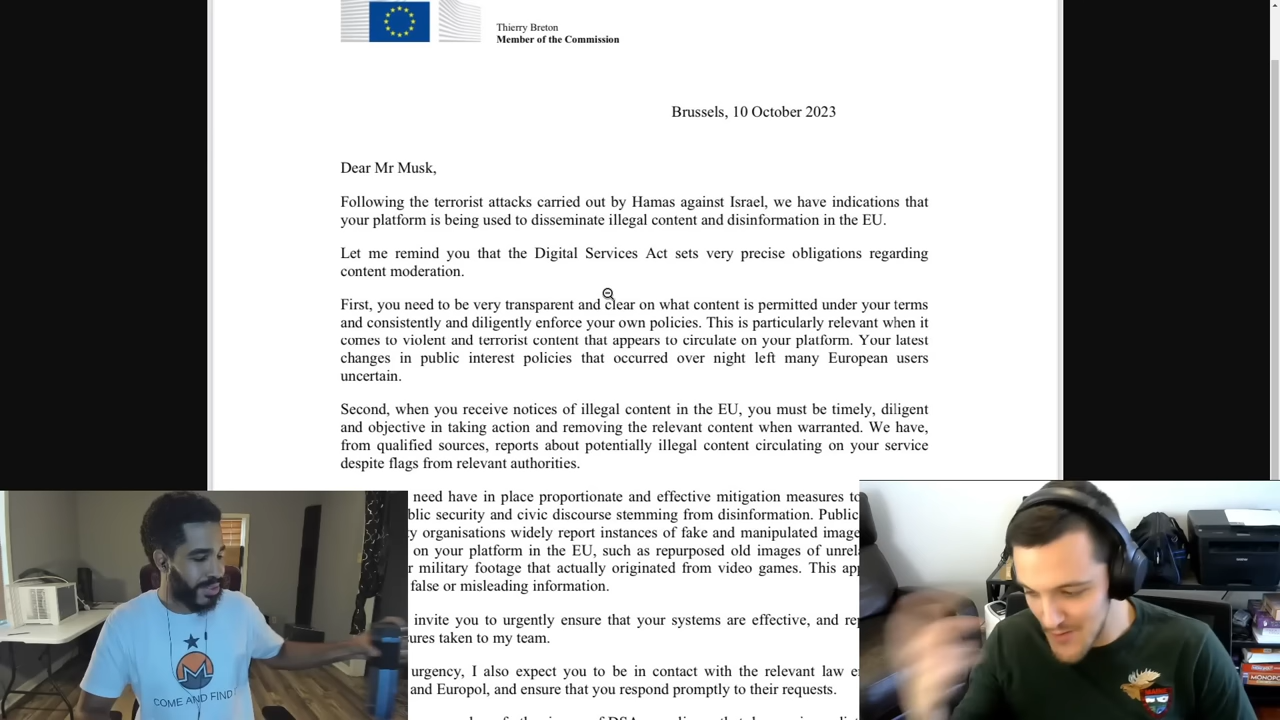 Thierry Breton
Member of the Commission
Brussels, 10 October 2023
Dear Mr Musk,
Following the terrorist attacks carried out by Hamas against Israel, we have indications that
your platform is being used to disseminate illegal content and disinformation in the EU.
Let me remind you that the Digital Services Act sets very precise obligations regarding
content moderation.
First, you need to be very transparent and clear on what content is permitted under your terms
and consistently and diligently enforce your own policies. This is particularly relevant when it
comes to violent and terrorist content that appears to circulate on your platform. Your latest
changes in public interest policies that occurred over night left many European users
uncertain.
Second, when you receive notices of illegal content in the EU, you must be timely, diligent
and objective in taking action and removing the relevant content when warranted. We have,
from qualified sources, reports about potentially illegal content circulating on your service
despite flags from relevant authorities.
need have in place proportionate and effective mitigation measures to
security and civic discourse stemming from disinformation. Public
organisations widely report instances of fake and manipulated
on your platform in the EU, such as repurposed old images of
military footage that actually originated from video games. This
false or misleading information.
invite you to urgently ensure that your systems are effective, and
taken to my team.
urgency, I also expect you to be in contact with the relevant law
and Europol, and ensure that you respond promptly to their requests.
COME AND FIND
MAINE
MONOPO